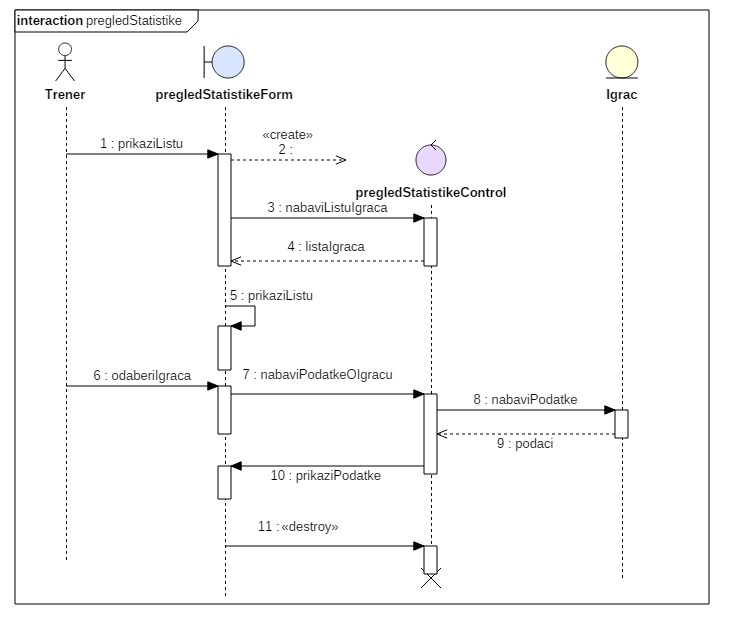 interaction pregledStatistike
Trener
pregledStatistikeForm
Igrac
1 : prikaziListu
«create»
2 :
pregledStatistikeControl
3 : nabaviListuIgraca
4 : listaIgraca
5 : prikaziListu
6 : odaberiIgraca
7 : nabaviPodatkeOIgracu
8 : nabaviPodatke
9 : podaci
10 : prikaziPodatke
11 : «destroy»